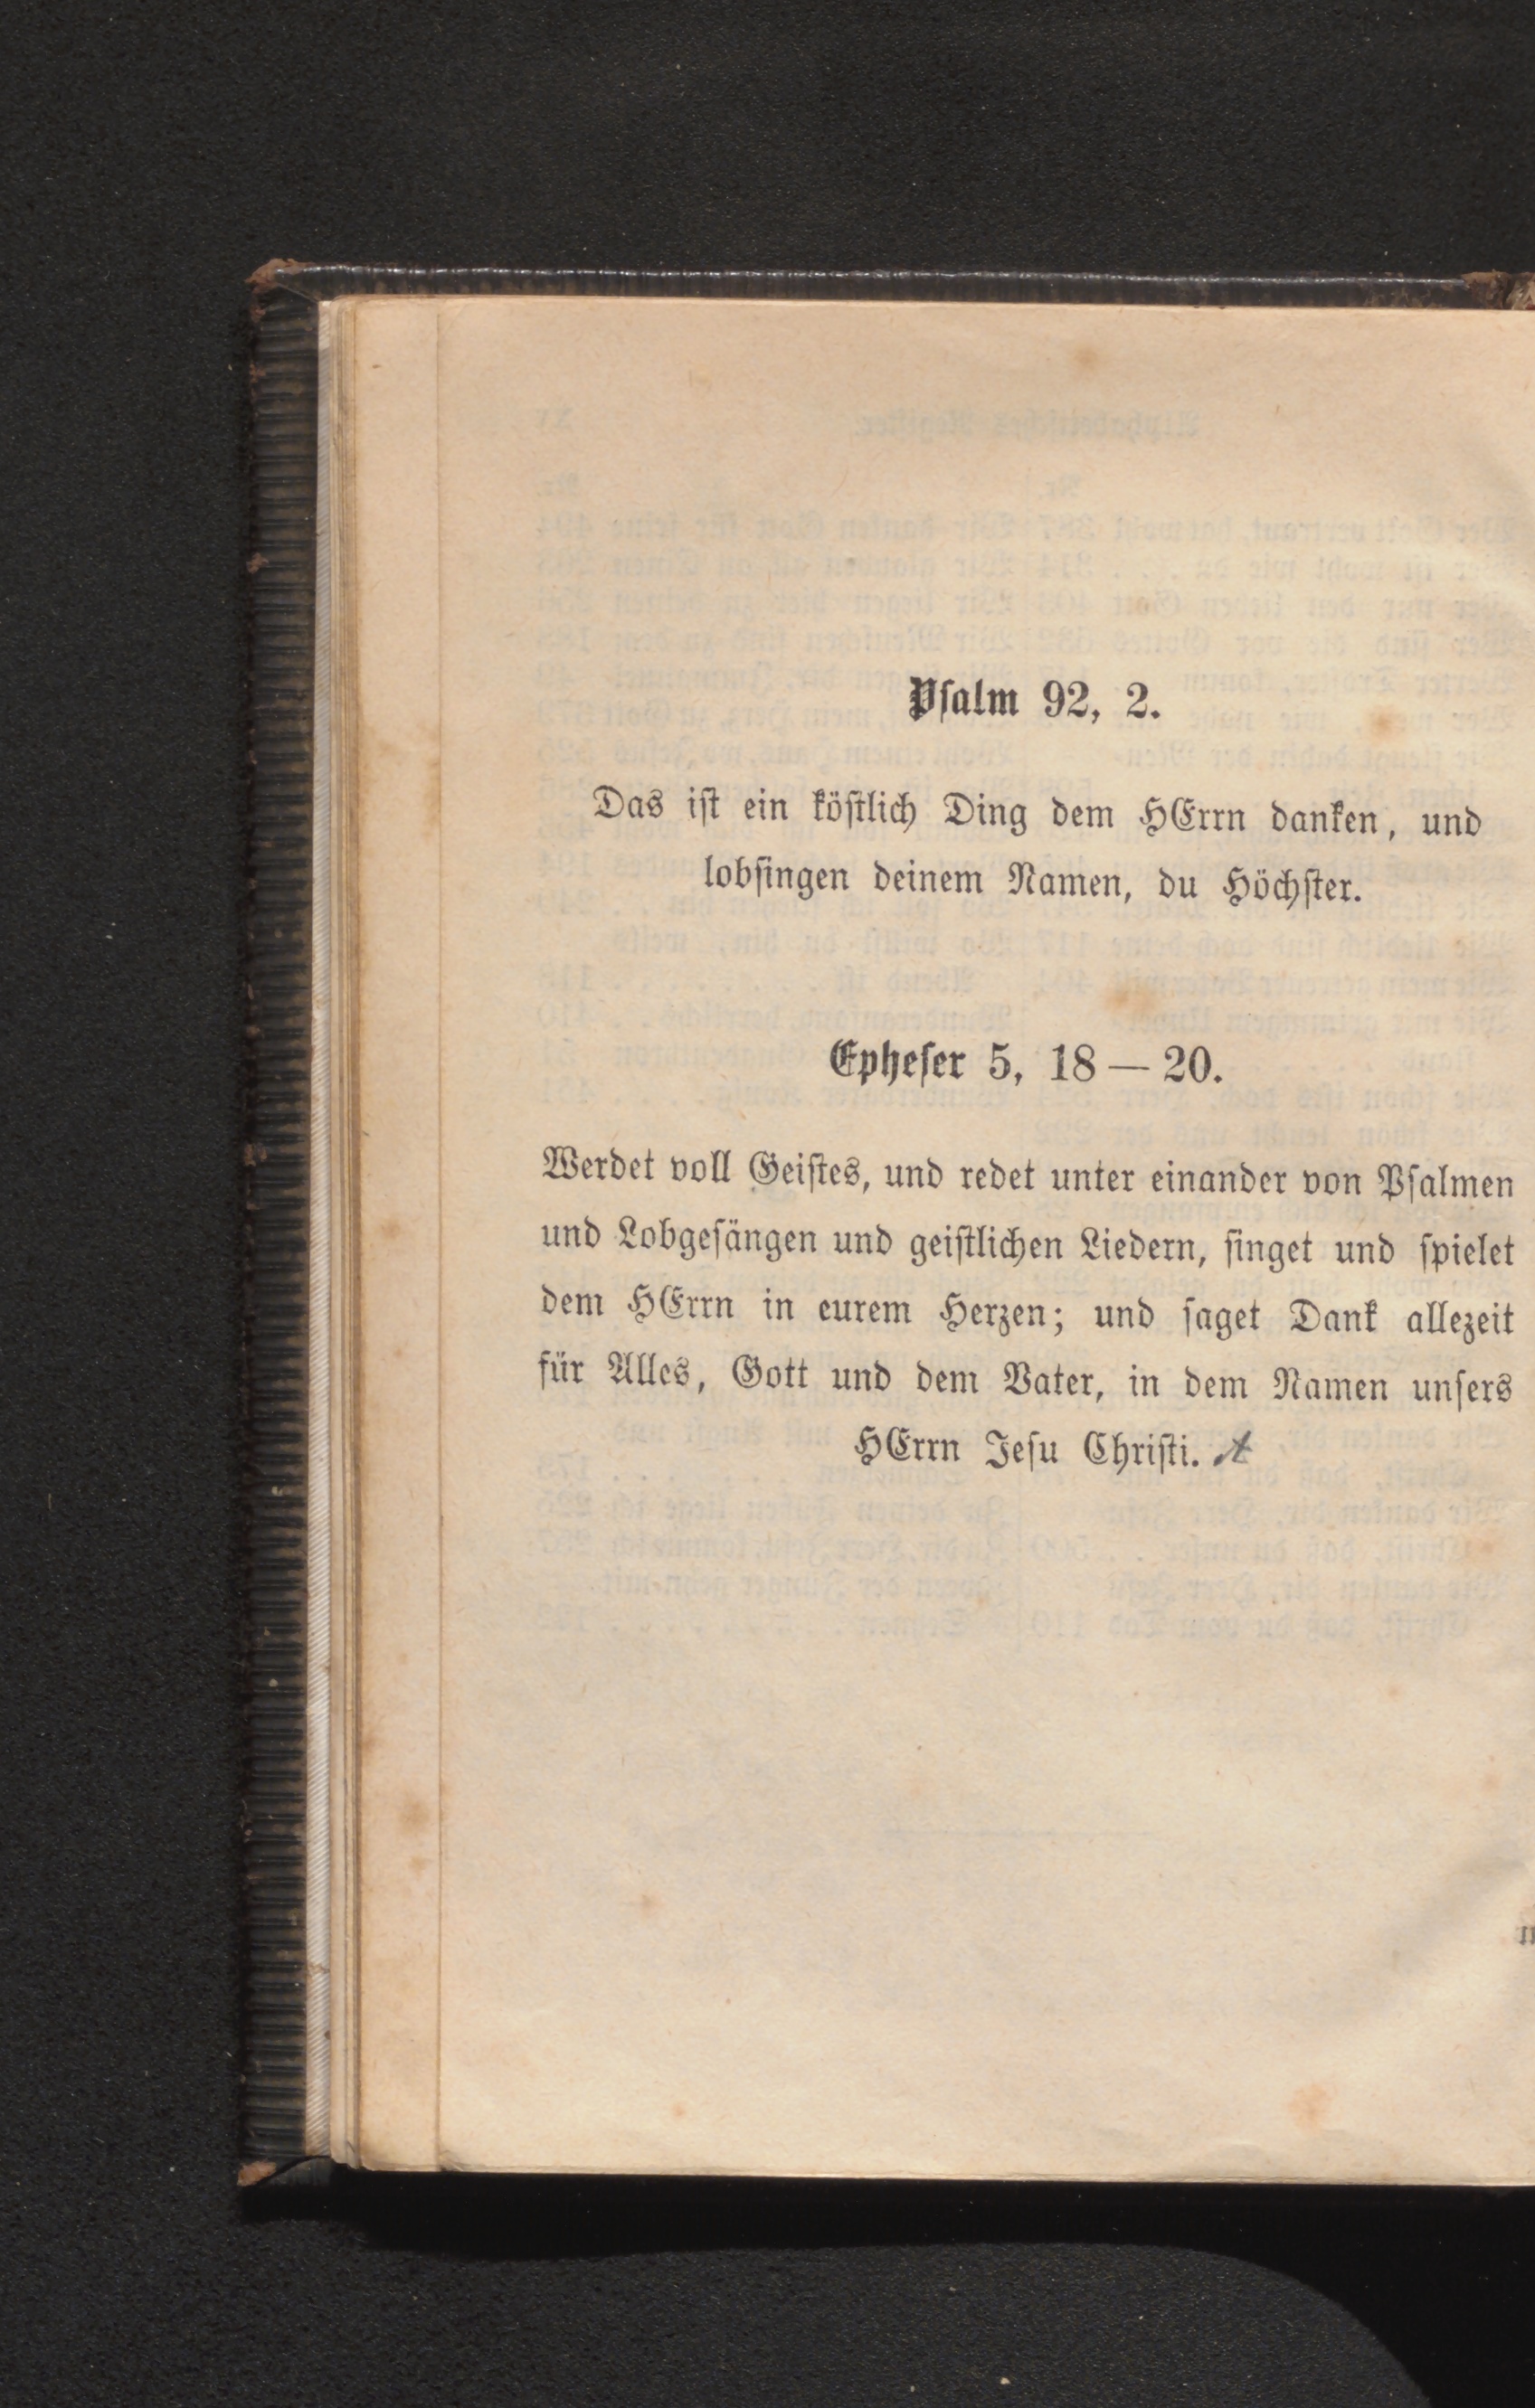 Psalm 92, 2.
Das ist ein köstlich Ding dem HErrn danken, und
lobsingen deinem Namen, du Höchster.
Epheser 5, 18 — 20.
Werdet voll Geistes, und redet unter einander von Psalmen
und Lobgesängen und geistlichen Liedern, singet und spielet
dem HErrn in eurem Herzen; und saget Dank allezeit
für Alles, Gott und dem Vater, in dem Namen unsers
HErrn Jesu Christi.